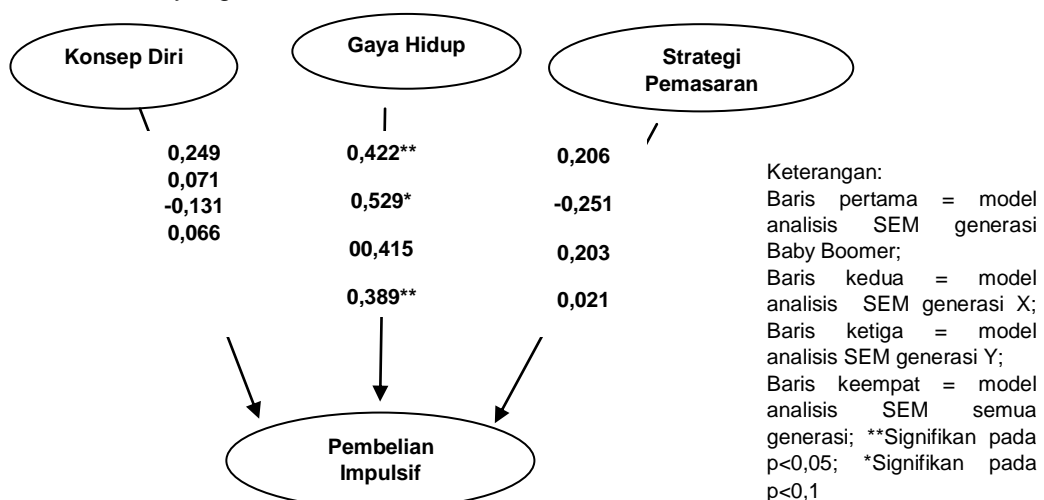 Konsep Diri
Gaya Hidup
Strategi
Pemasaran
0,249
0,071
-0,131
0,066
0,422**
0,529*
00,415
0,389**
0,206
-0,251
0,203
0,021
Keterangan:
Baris pertama = model
analisis SEM generasi
Baby Boomer;
Baris kedua = model
analisis SEM generasi X;
Baris ketiga = model
analisis SEM generasi Y;
Baris keempat = model
analisis SEM semua
generasi; **Signifikan pada
p<0,05; *Signifikan pada
p<0,1
Pembelian
Impulsif